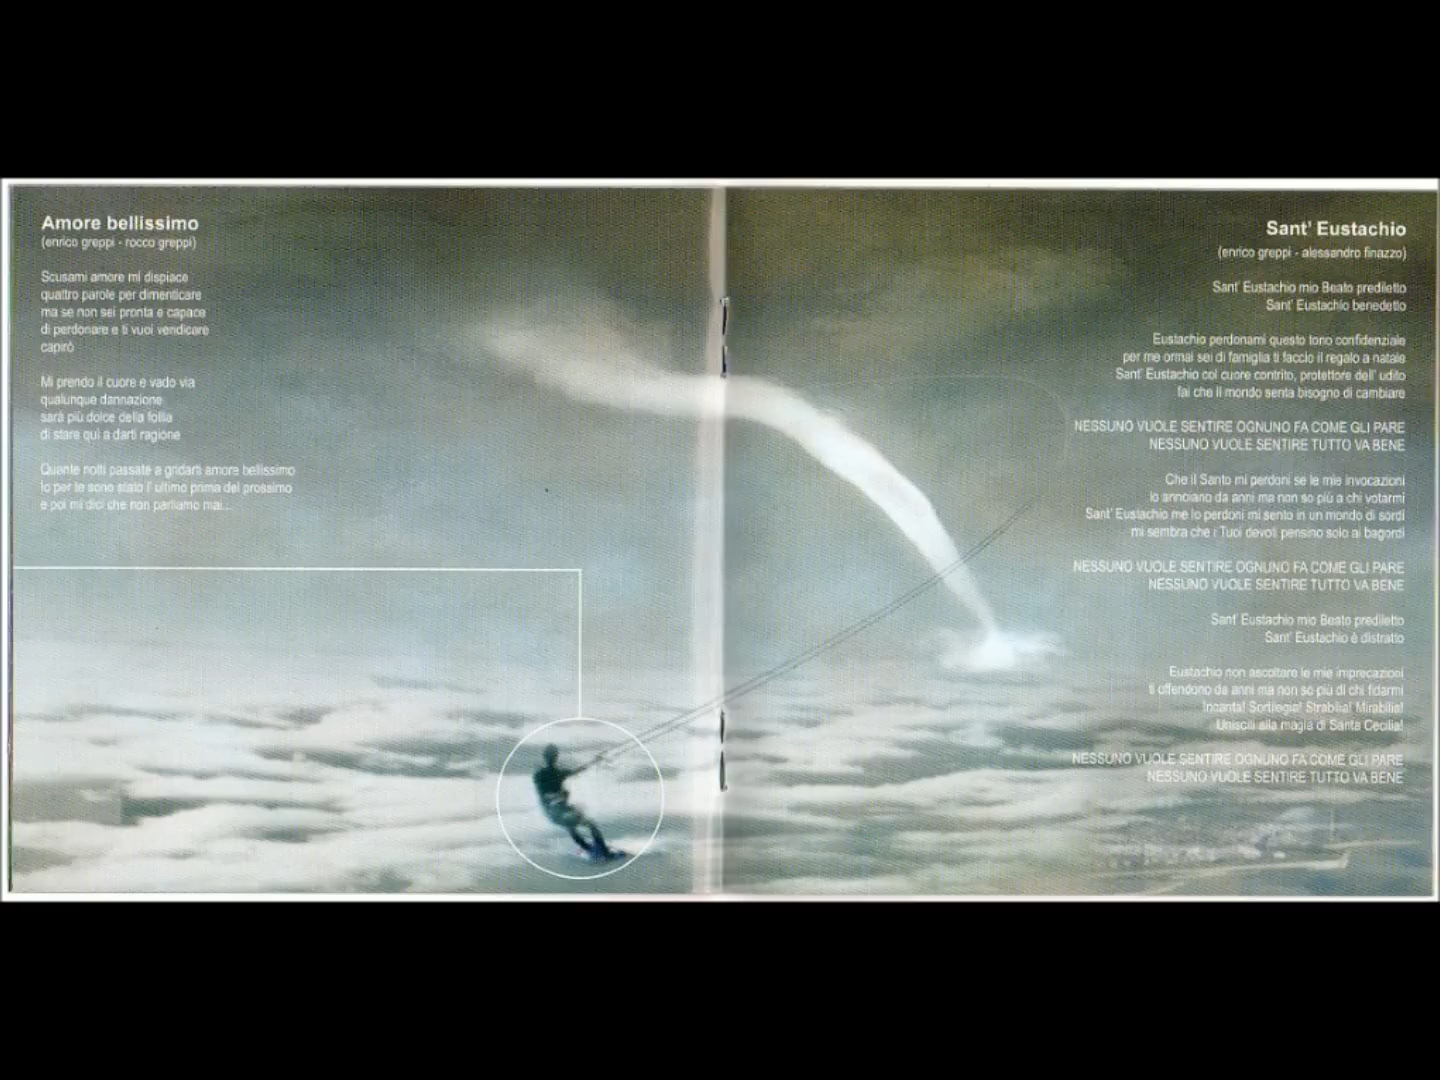 Amore bellissimo
(enrico greppi - rocco greppi)
Scusami amore mi dispiace
quattro parole per dimenticare
ma se non sei pronta e capace
di perdonare e ti vuoi vendicare
capirò
Mi prendo il cuore e vado via
qualunque dannazione
sarà più dolce della follia
di stare qui a darti ragione
Quante notti passate a gridarti amore bellissimo
Io per te sono stato l' ultimo prima del prossimo
e poi mi dici che non parliamo mai...
Sant' Eustachio
(enrico greppi - alessandro finazzo)
Sant' Eustachio mio Beato prediletto
Sant' Eustachio benedetto
Eustachio perdonami questo tono confidenziale
per me ormai sei di famiglia ti faccio il regalo a natale
Sant' Eustachio col cuore contrito, protettore dell' udito
fai che il mondo senta bisogno di cambiare
NESSUNO VUOLE SENTIRE OGNUNO FA COME GLI PARE
NESSUNO VUOLE SENTIRE TUTTO VA BENE
Che il Santo mi perdoni se le mie invocazioni
lo annoiano da anni ma non so più a chi votarmi
Sant' Eustachio me lo perdoni mi sento in un mondo di sordi
mi sembra che i Tuoi devoti pensino solo ai bagordi
NESSUNO VUOLE SENTIRE OGNUNO FA COME GLI PARE
NESSUNO VUOLE SENTIRE TUTTO VA BENE
Sant' Eustachio mio Beato prediletto
Sant' Eustachio è distratto
Eustachio non ascoltare le mie imprecazioni
ti offendono da anni ma non so più di chi fidarmi
Incanta! Sortilegia! Strabilia! Mirabilia!
Unisciti alla magia di Santa Cecilia!
NESSUNO VUOLE SENTIRE OGNUNO FA COME GLI PARE
NESSUNO VUOLE SENTIRE TUTTO VA BENE